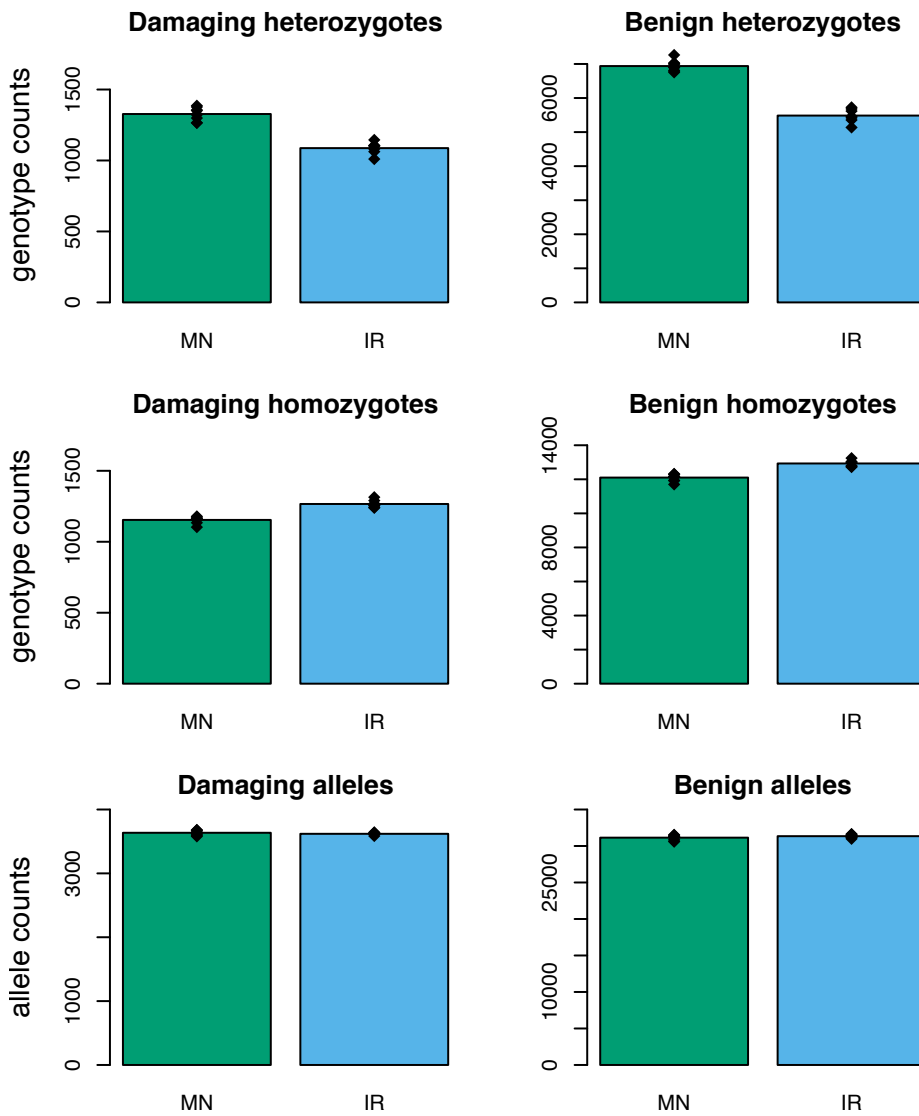 Damaging heterozygotes
genotype counts
0
500
1000
1500
MN
IR
Benign heterozygotes
0
2000
4000
6000
MN
IR
Damaging homozygotes
genotype counts
0
500
1000
1500
MN
IR
Benign homozygotes
0
4000
8000
14000
MN
IR
Damaging alleles
allele counts
0
1000
3000
MN
IR
Benign alleles
0
10000
25000
MN
IR